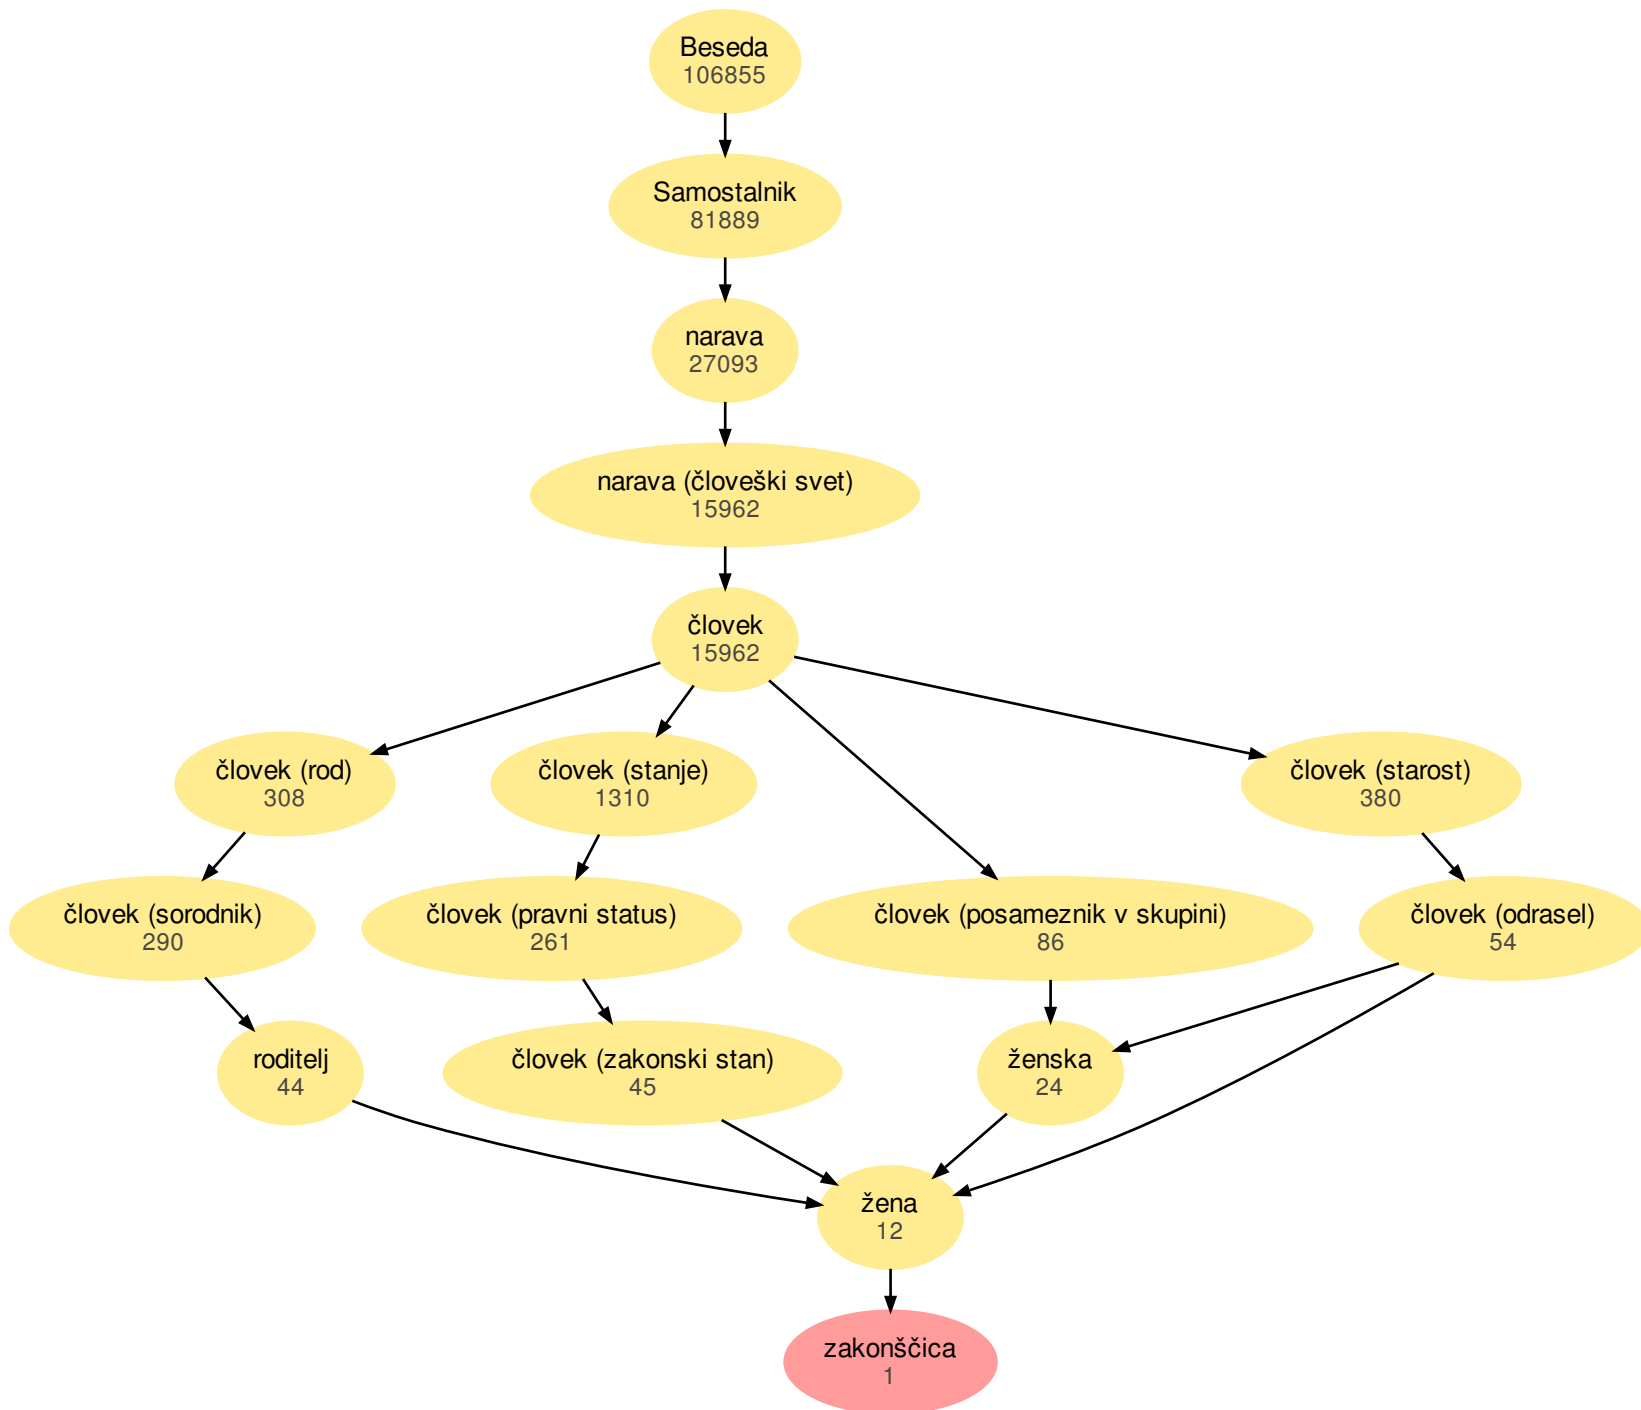 Beseda
106855
Samostalnik
81889
narava
27093
narava (človeški svet)
15962
človek
15962
človek (rod)
308
človek (stanje)
1310
človek (starost)
380
človek (sorodnik)
290
človek (pravni status)
261
človek (posameznik v skupini)
86
človek (odrasel)
54
roditelj
44
človek (zakonski stan)
45
ženska
24
žena
12
zakonščica
1